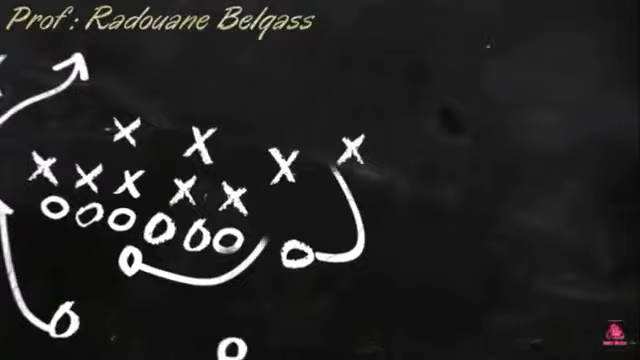 Prof: Radouane Belqass
X X
X X
X X X X X
O O O O O O
O O
O
O